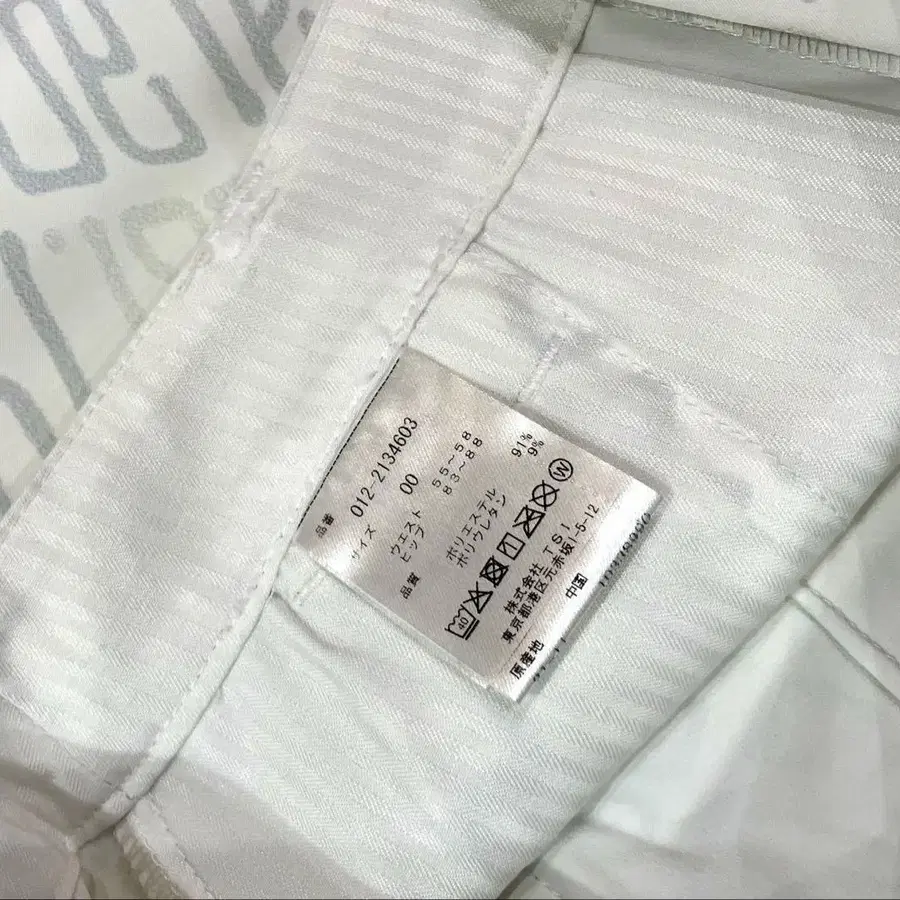 品番 012-2134603
サイズ 00
ウェスト 55~58
ヒップ 83~88
品質 ポリエステル 91%
ポリウレタン 9%
40 W
株式会社 TSI
東京都港区元赤坂1-5-12
原産地 中国